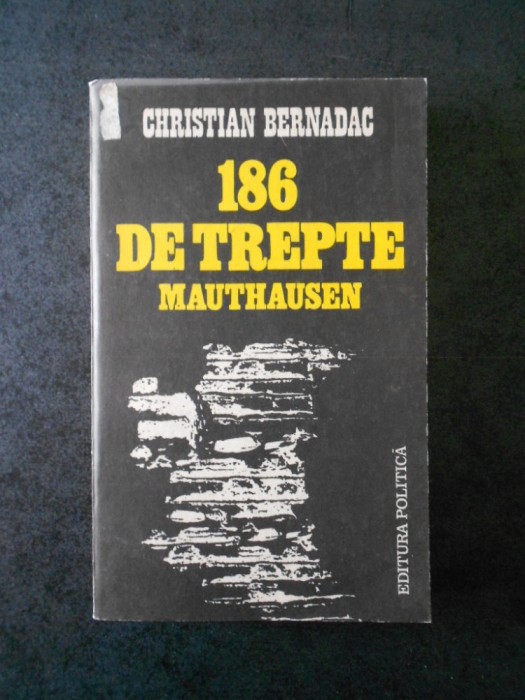 CHRISTIAN BERNADAC
186
DE TREPTE
MAUTHAUSEN
EDITURA POLITICĂ